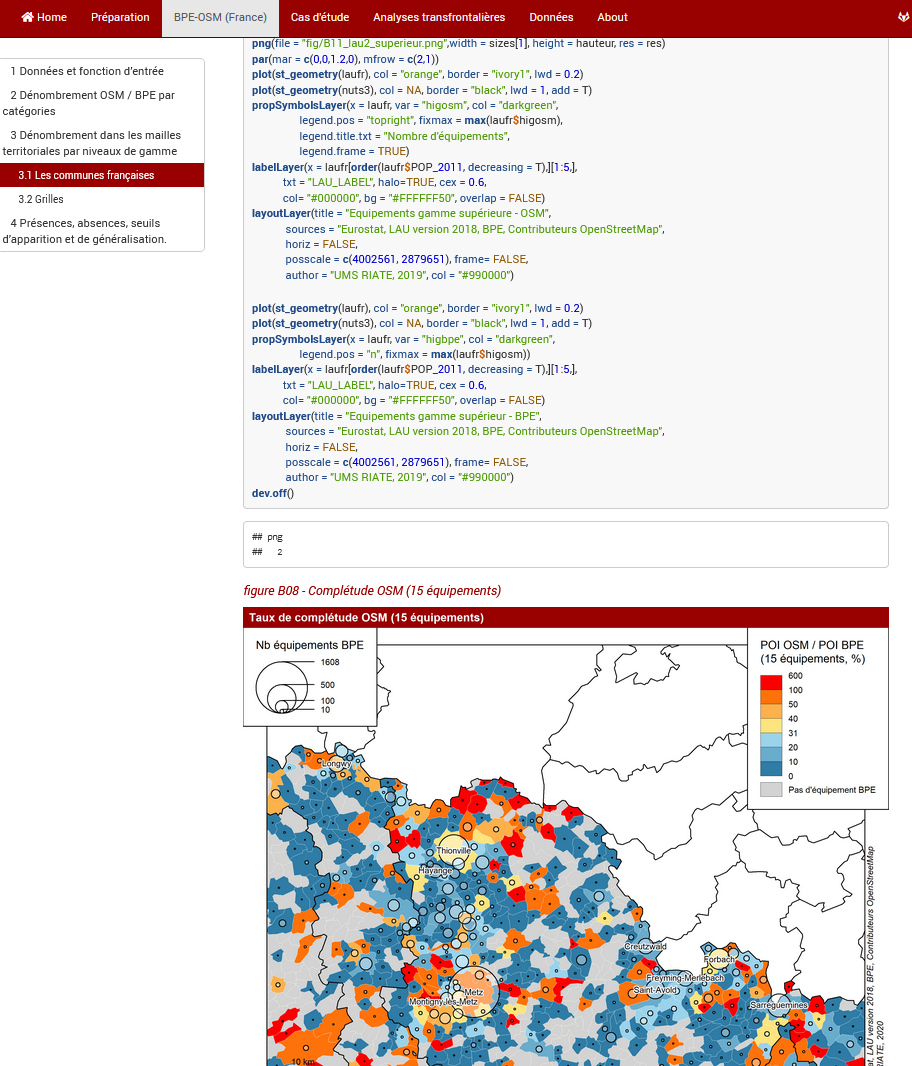 Home
Préparation
BPE-OSM (France)
Cas d'étude
Analyses transfrontalières
Données
About
1 Données et fonction d'entrée
2 Dénombrement OSM / BPE par
catégories
3 Dénombrement dans les mailles
territoriales par niveaux de gamme
3.1 Les communes françaises
3.2 Grilles
4 Présences, absences, seuils
d'apparition et de généralisation.
png(file = "fig/B11_lau2_superieur.png",width = sizes[1], height = hauteur, res = res)
par(mar = c(0,0,1.2,0), mfrow = c(2,1))
plot(st_geometry(laufr), col = "orange", border = "ivory1", lwd = 0.2)
plot(st_geometry(nuts3), col = NA, border = "black", lwd = 1, add = T)
propSymbolsLayer(x = laufr, var = "higosm", col = "darkgreen",
legend.pos = "topright", fixmax = max(laufr$higosm),
legend.title.txt = "Nombre d'équipements",
legend.frame = TRUE)
labelLayer(x = laufr[order(laufr$POP_2011, decreasing = T),][1:5,],
txt = "LAU_LABEL", halo=TRUE, cex = 0.6,
col= "#000000", bg = "#FFFFFF50", overlap = FALSE)
layoutLayer(title = "Equipements gamme supérieure - OSM",
sources = "Eurostat, LAU version 2018, BPE, Contributeurs OpenStreetMap",
horiz = FALSE,
posscale = c(4002561, 2879651), frame= FALSE,
author = "UMS RIATE, 2019", col = "#990000")
plot(st_geometry(laufr), col = "orange", border = "ivory1", lwd = 0.2)
plot(st_geometry(nuts3), col = NA, border = "black", lwd = 1, add = T)
propSymbolsLayer(x = laufr, var = "higbpe", col = "darkgreen",
legend.pos = "n", fixmax = max(laufr$higosm))
labelLayer(x = laufr[order(laufr$POP_2011, decreasing = T),][1:5,],
txt = "LAU_LABEL", halo=TRUE, cex = 0.6,
col= "#000000", bg = "#FFFFFF50", overlap = FALSE)
layoutLayer(title = "Equipements gamme supérieur - BPE",
sources = "Eurostat, LAU version 2018, BPE, Contributeurs OpenStreetMap",
horiz = FALSE,
posscale = c(4002561, 2879651), frame= FALSE,
author = "UMS RIATE, 2019", col = "#990000")
dev.off()
## png
## 2
figure B08 - Complétude OSM (15 équipements)
Taux de complétude OSM (15 équipements)
Nb équipements BPE
1608
500
100
10
POI OSM / POI BPE
(15 équipements, %)
600
100
50
40
31
20
10
0
Pas d'équipement BPE
Longwy
Thionville
Hayange
Creutzwald
Forbach
Freyming-Merlebach
Saint-Avold
Metz
Montigny-les-Metz
Sarreguemines
10 km
at, LAU version 2018, BPE, Contributeurs OpenStreetMap
RIATE, 2020